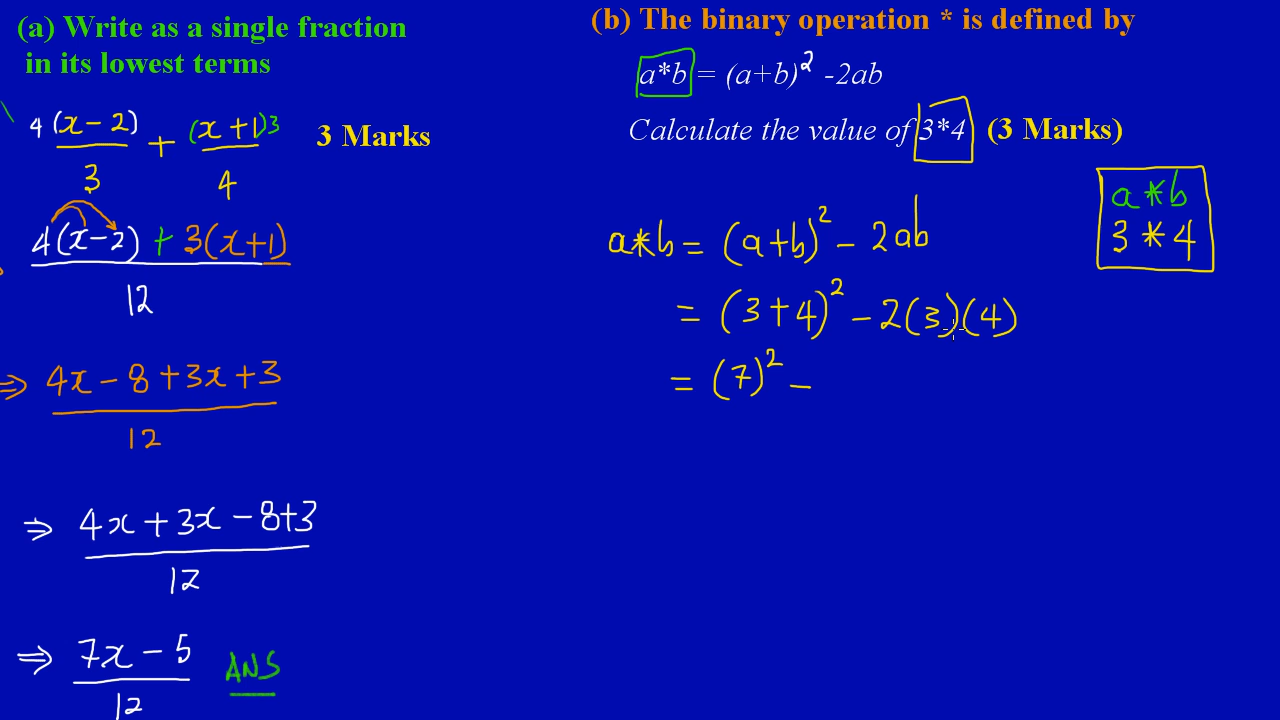 (a) Write as a single fraction
in its lowest terms
4(x - 2)/3 + (x + 1)3/4 3 Marks
4(x-2) + 3(x+1)
12
⇒ 4x - 8 + 3x + 3
12
⇒ 4x + 3x - 8+3
12
⇒ 7x - 5 ANS
12
(b) The binary operation * is defined by
a*b = (a+b)² -2ab
Calculate the value of 3*4 (3 Marks)
a*b
3*4
a*b = (a+b)² - 2ab
= (3+4)² - 2(3)(4)
= (7)² -